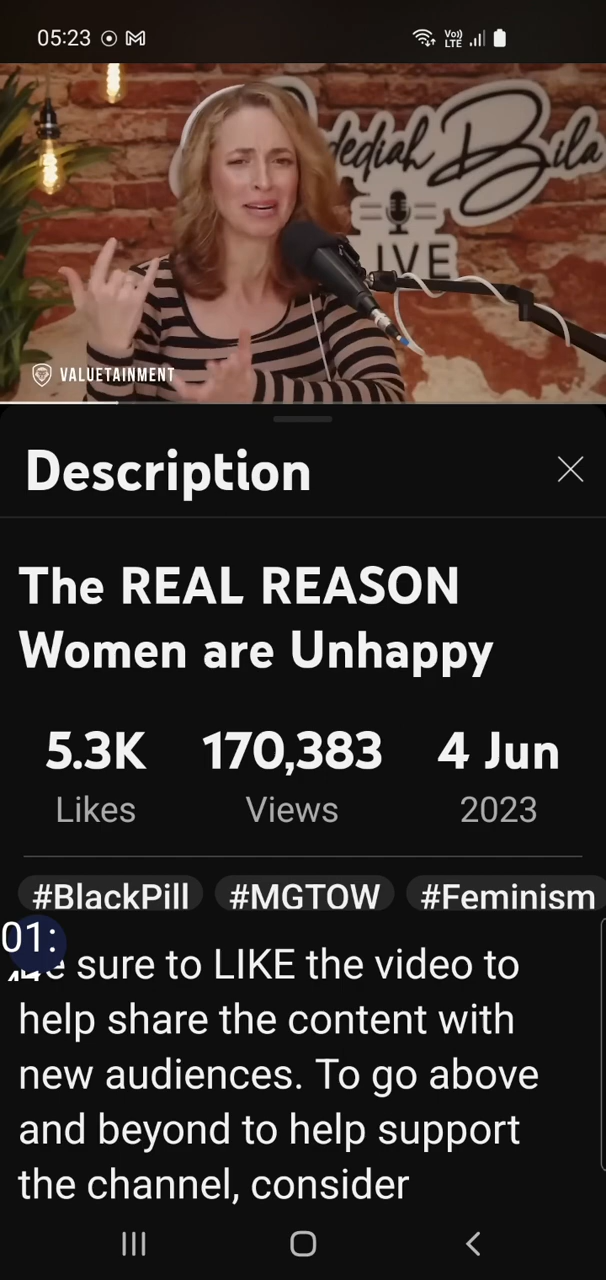 05:23
Vo))
LTE
dediah Bila
LIVE
VALUETAINMENT
Description
The REAL REASON
Women are Unhappy
5.3K 170,383 4 Jun
Likes Views 2023
#BlackPill #MGTOW #Feminism
01:
sure to LIKE the video to
help share the content with
new audiences. To go above
and beyond to help support
the channel, consider